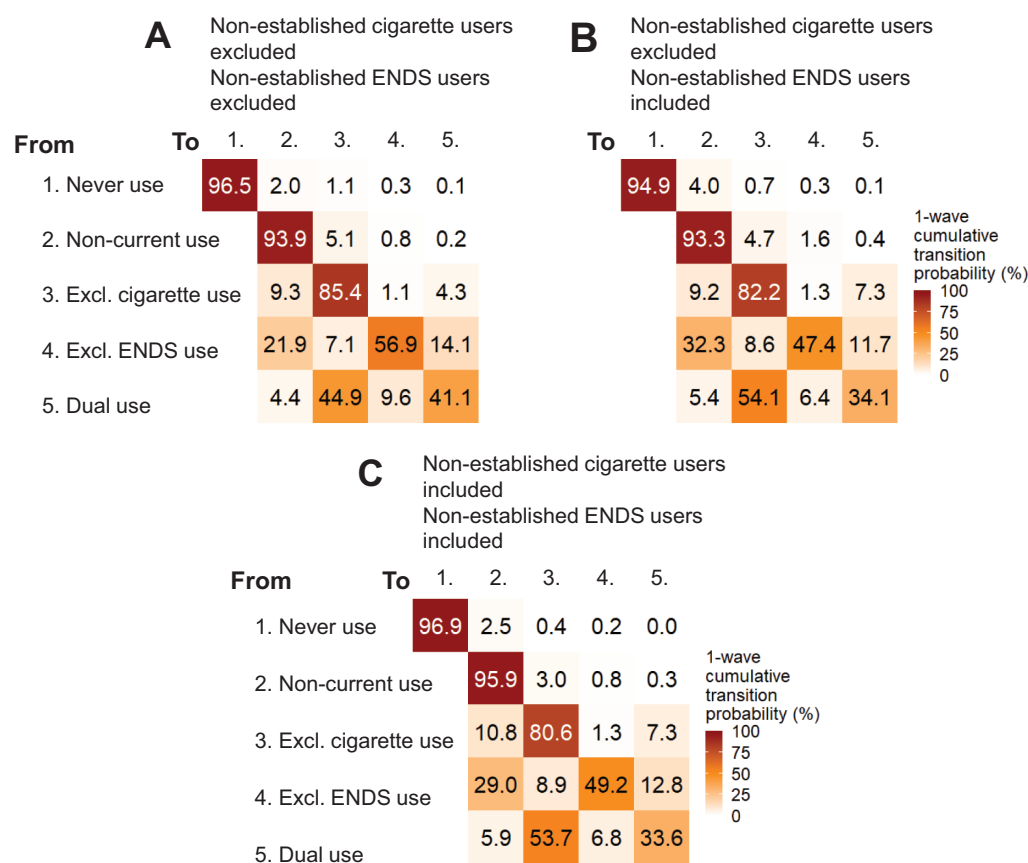 A
Non-established cigarette users
excluded
Non-established ENDS users
excluded
From To 1. 2. 3. 4. 5.
1. Never use 96.5 2.0 1.1 0.3 0.1
2. Non-current use 93.9 5.1 0.8 0.2
3. Excl. cigarette use 9.3 85.4 1.1 4.3
4. Excl. ENDS use 21.9 7.1 56.9 14.1
5. Dual use 4.4 44.9 9.6 41.1
B
Non-established cigarette users
excluded
Non-established ENDS users
included
To 1. 2. 3. 4. 5.
94.9 4.0 0.7 0.3 0.1
93.3 4.7 1.6 0.4
9.2 82.2 1.3 7.3
32.3 8.6 47.4 11.7
5.4 54.1 6.4 34.1
1-wave
cumulative
transition
probability (%)
100
75
50
25
0
C
Non-established cigarette users
included
Non-established ENDS users
included
From To 1. 2. 3. 4. 5.
1. Never use 96.9 2.5 0.4 0.2 0.0
2. Non-current use 95.9 3.0 0.8 0.3
3. Excl. cigarette use 10.8 80.6 1.3 7.3
4. Excl. ENDS use 29.0 8.9 49.2 12.8
5. Dual use 5.9 53.7 6.8 33.6
1-wave
cumulative
transition
probability (%)
100
75
50
25
0